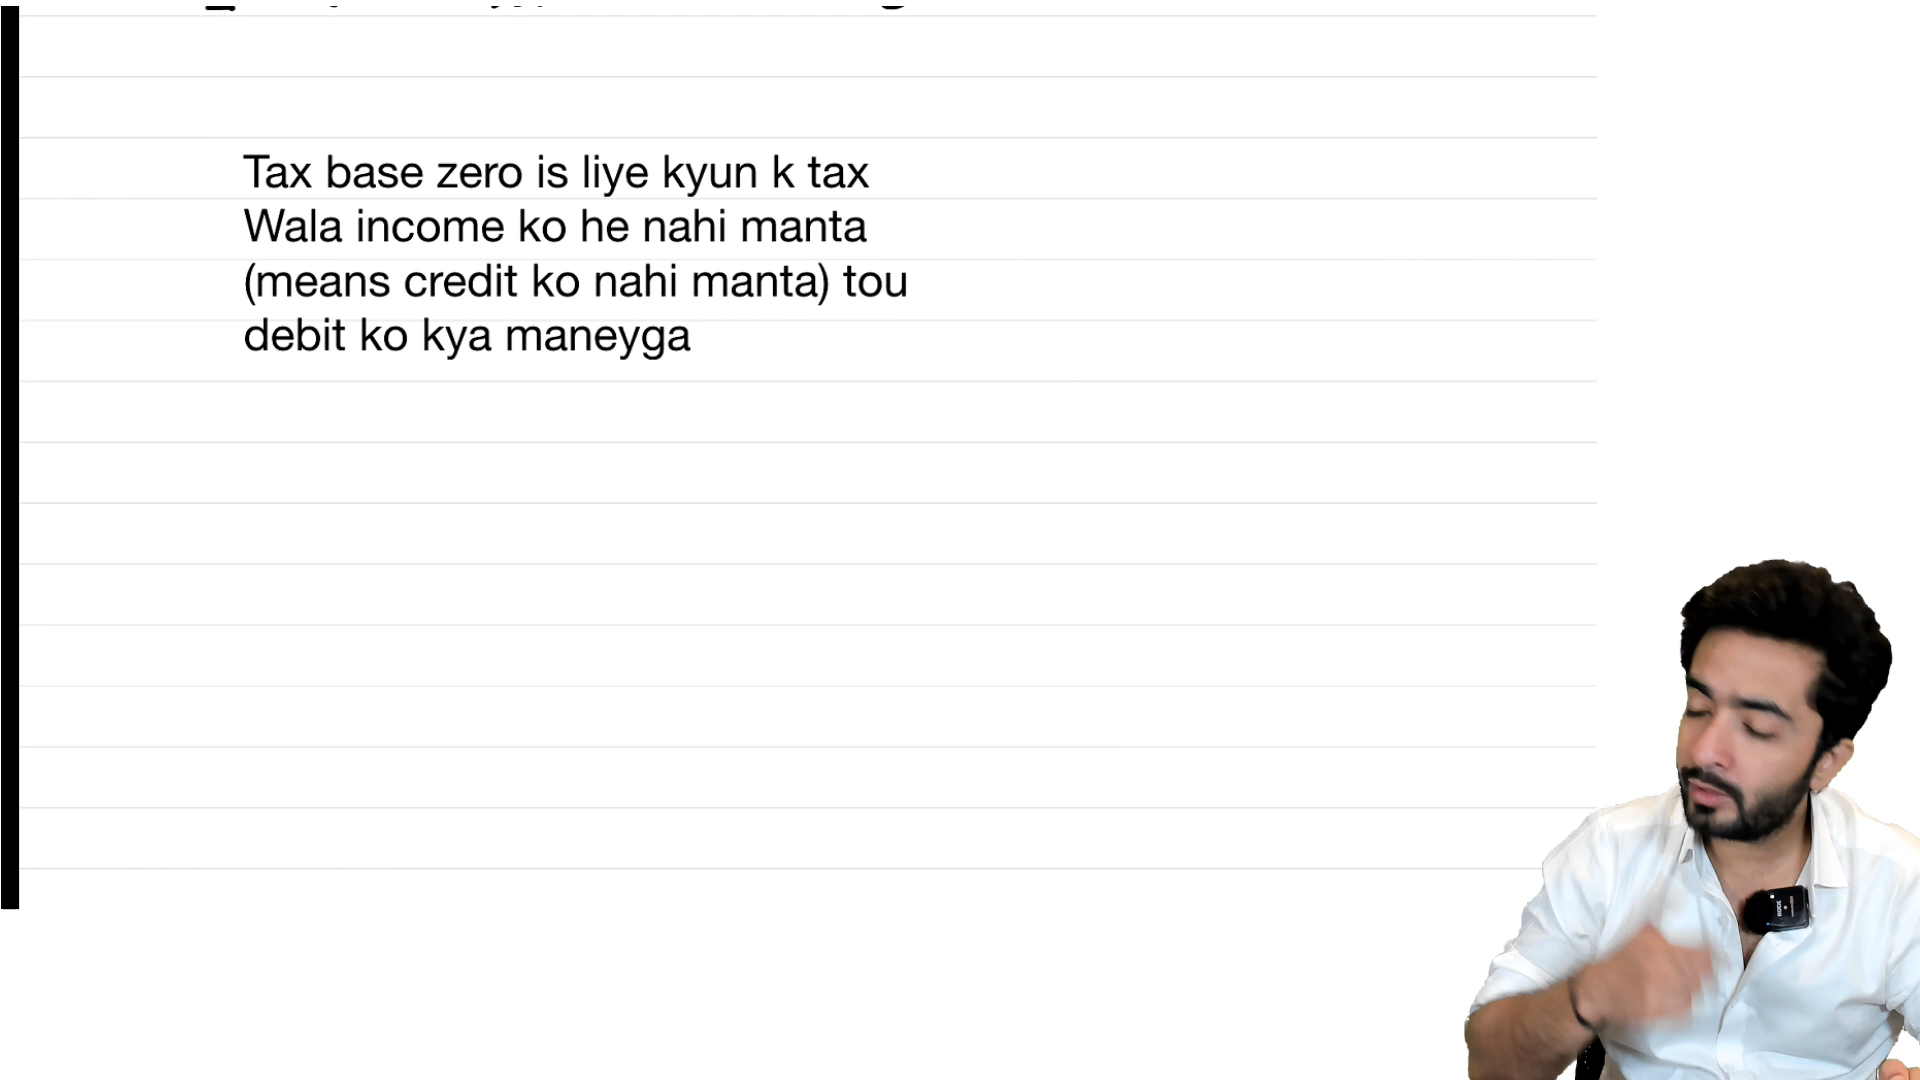 Tax base zero is liye kyun k tax
Wala income ko he nahi manta
(means credit ko nahi manta) tou
debit ko kya maneyga